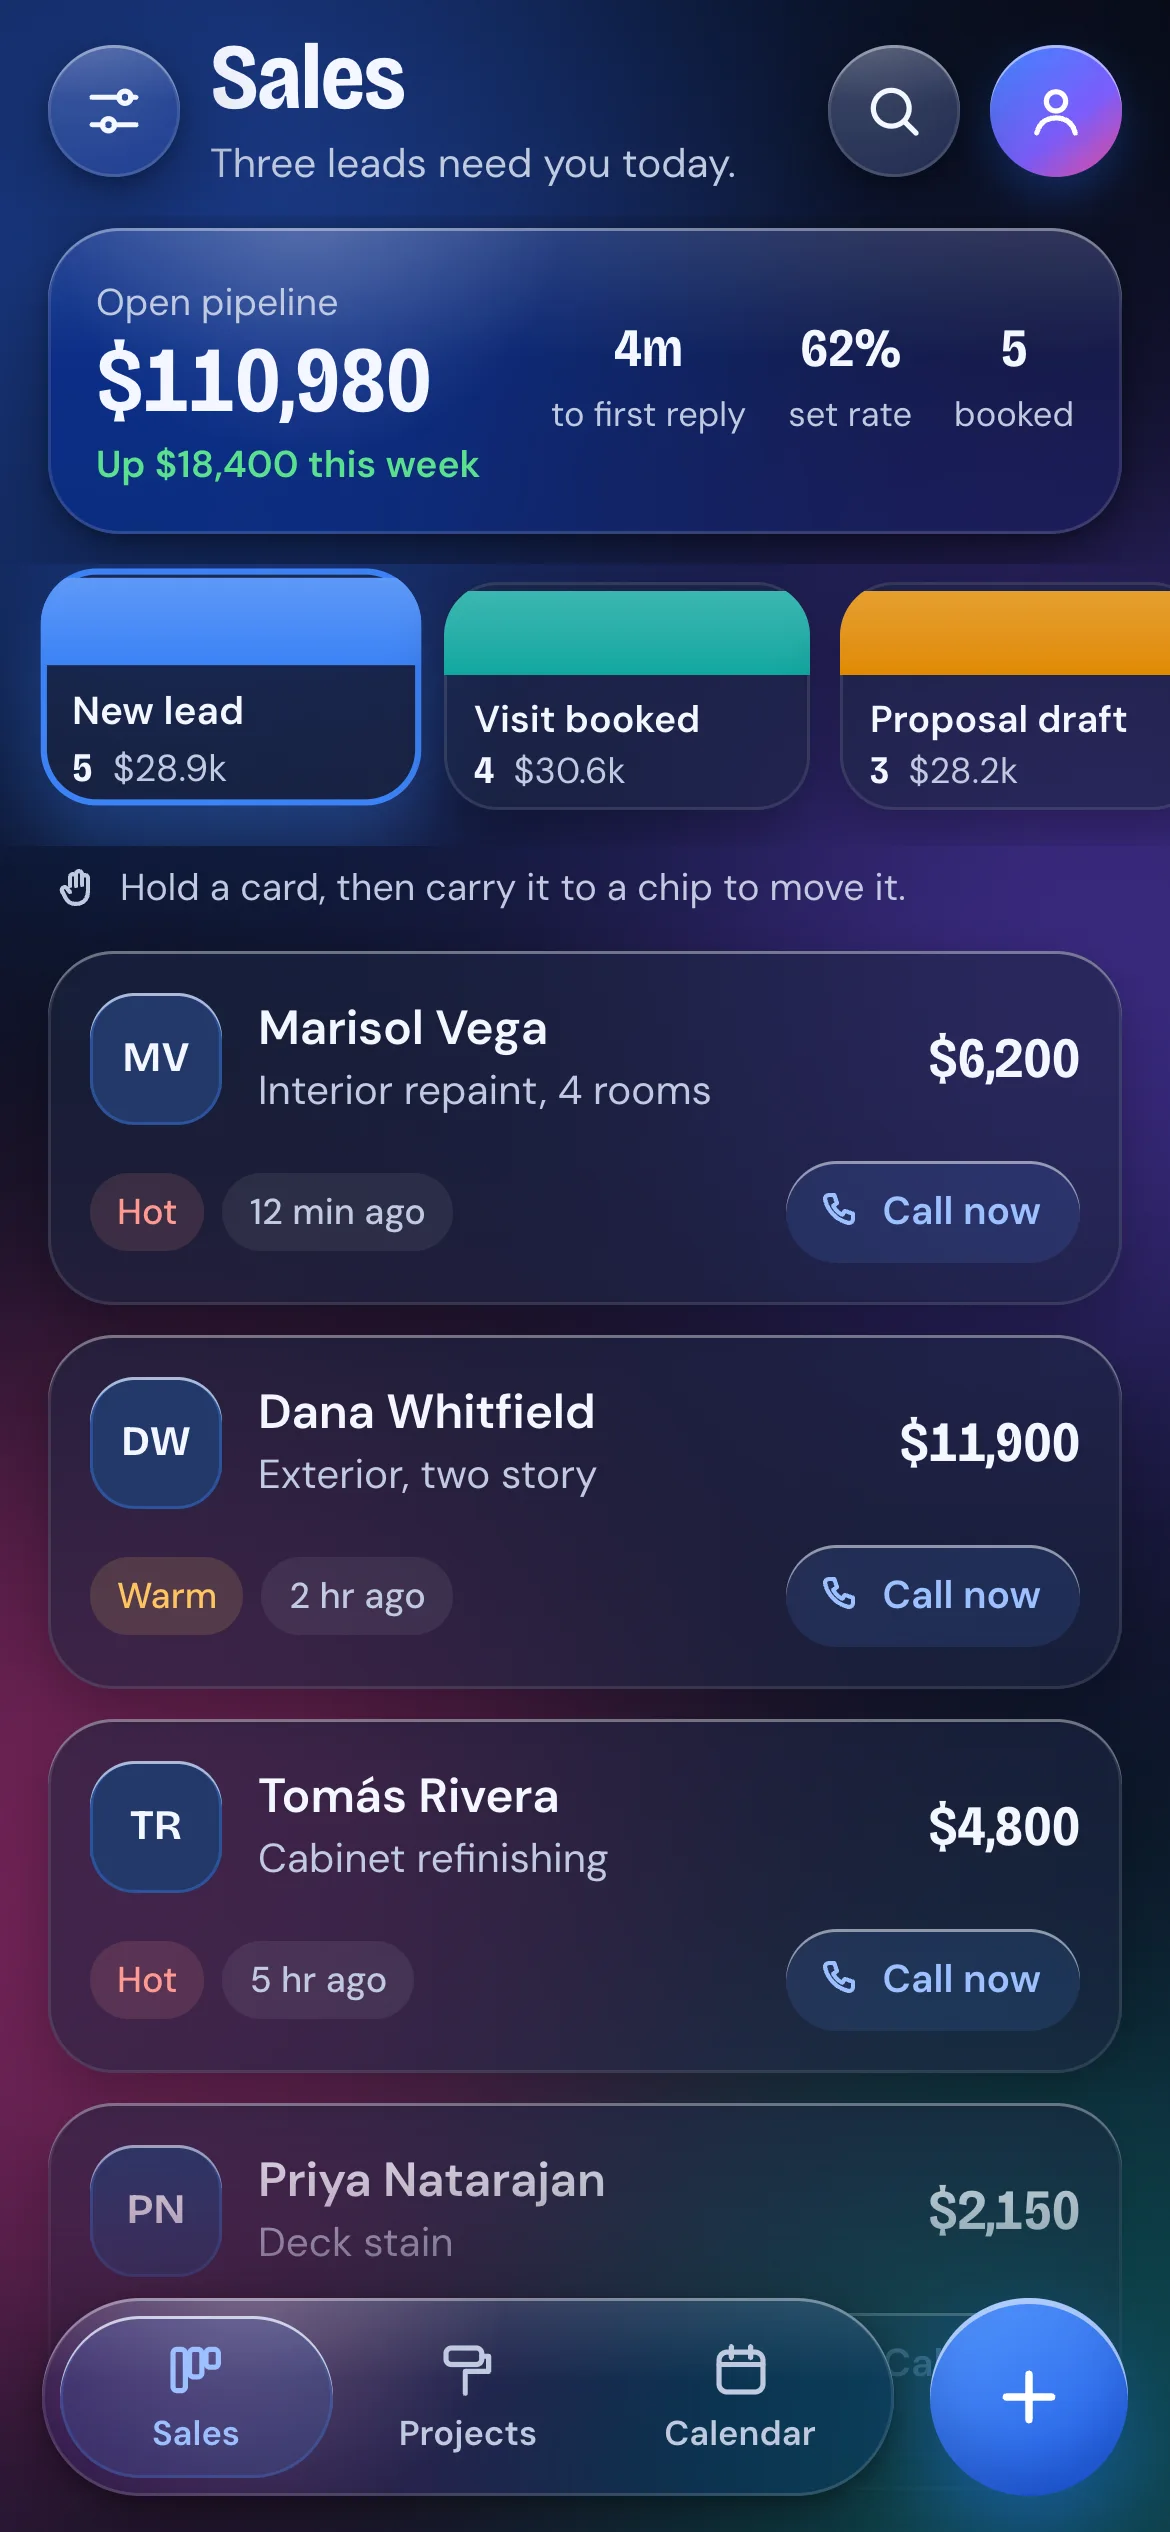 Sales
Three leads need you today.
Open pipeline
$110,980
Up $18,400 this week
4m
to first reply
62%
set rate
5
booked
New lead
5 $28.9k
Visit booked
4 $30.6k
Proposal draft
3 $28.2k
Hold a card, then carry it to a chip to move it.
MV
Marisol Vega
Interior repaint, 4 rooms
$6,200
Hot
12 min ago
Call now
DW
Dana Whitfield
Exterior, two story
$11,900
Warm
2 hr ago
Call now
TR
Tomás Rivera
Cabinet refinishing
$4,800
Hot
5 hr ago
Call now
PN
Priya Natarajan
Deck stain
$2,150
Sales
Projects
Calendar